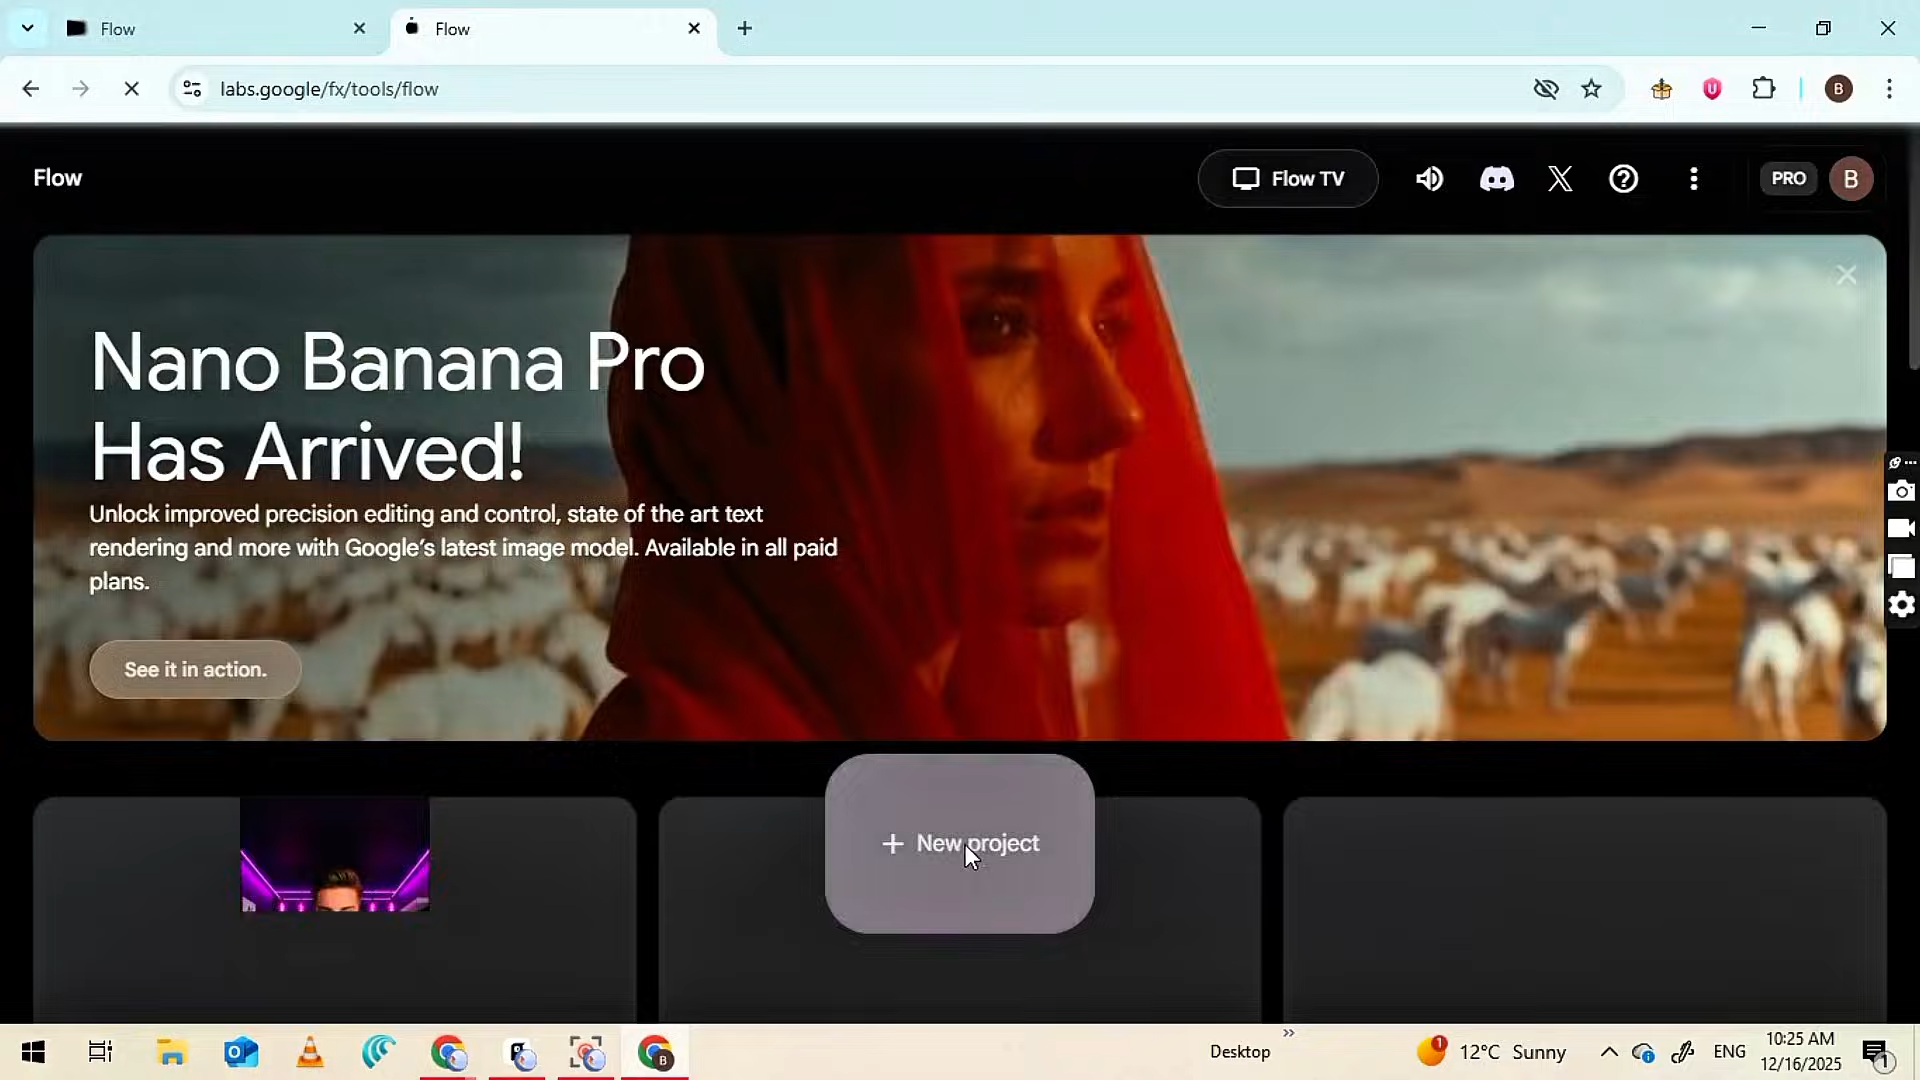 Flow
Flow
labs.google/fx/tools/flow
B
Flow
Flow TV
PRO
B
Nano Banana Pro
Has Arrived!
Unlock improved precision editing and control, state of the art text
rendering and more with Google's latest image model. Available in all paid
plans.
See it in action.
+ New project
Desktop
1
12°C Sunny
ENG
10:25 AM
12/16/2025
1